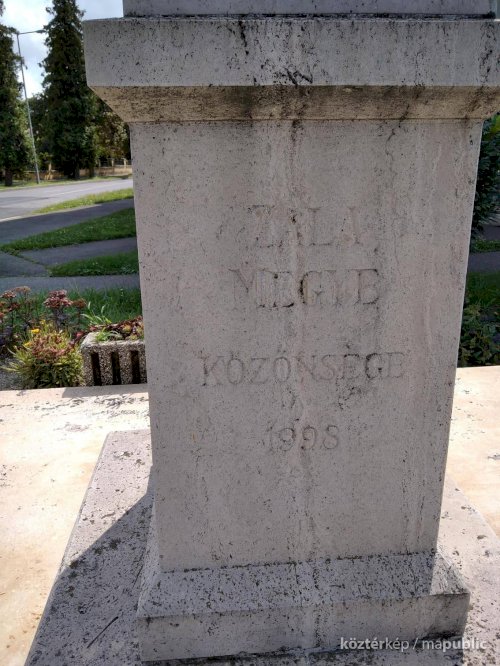 ZALA
MEGYE
KÖZÖNSÉGE
1998
köztérkép / mapublic